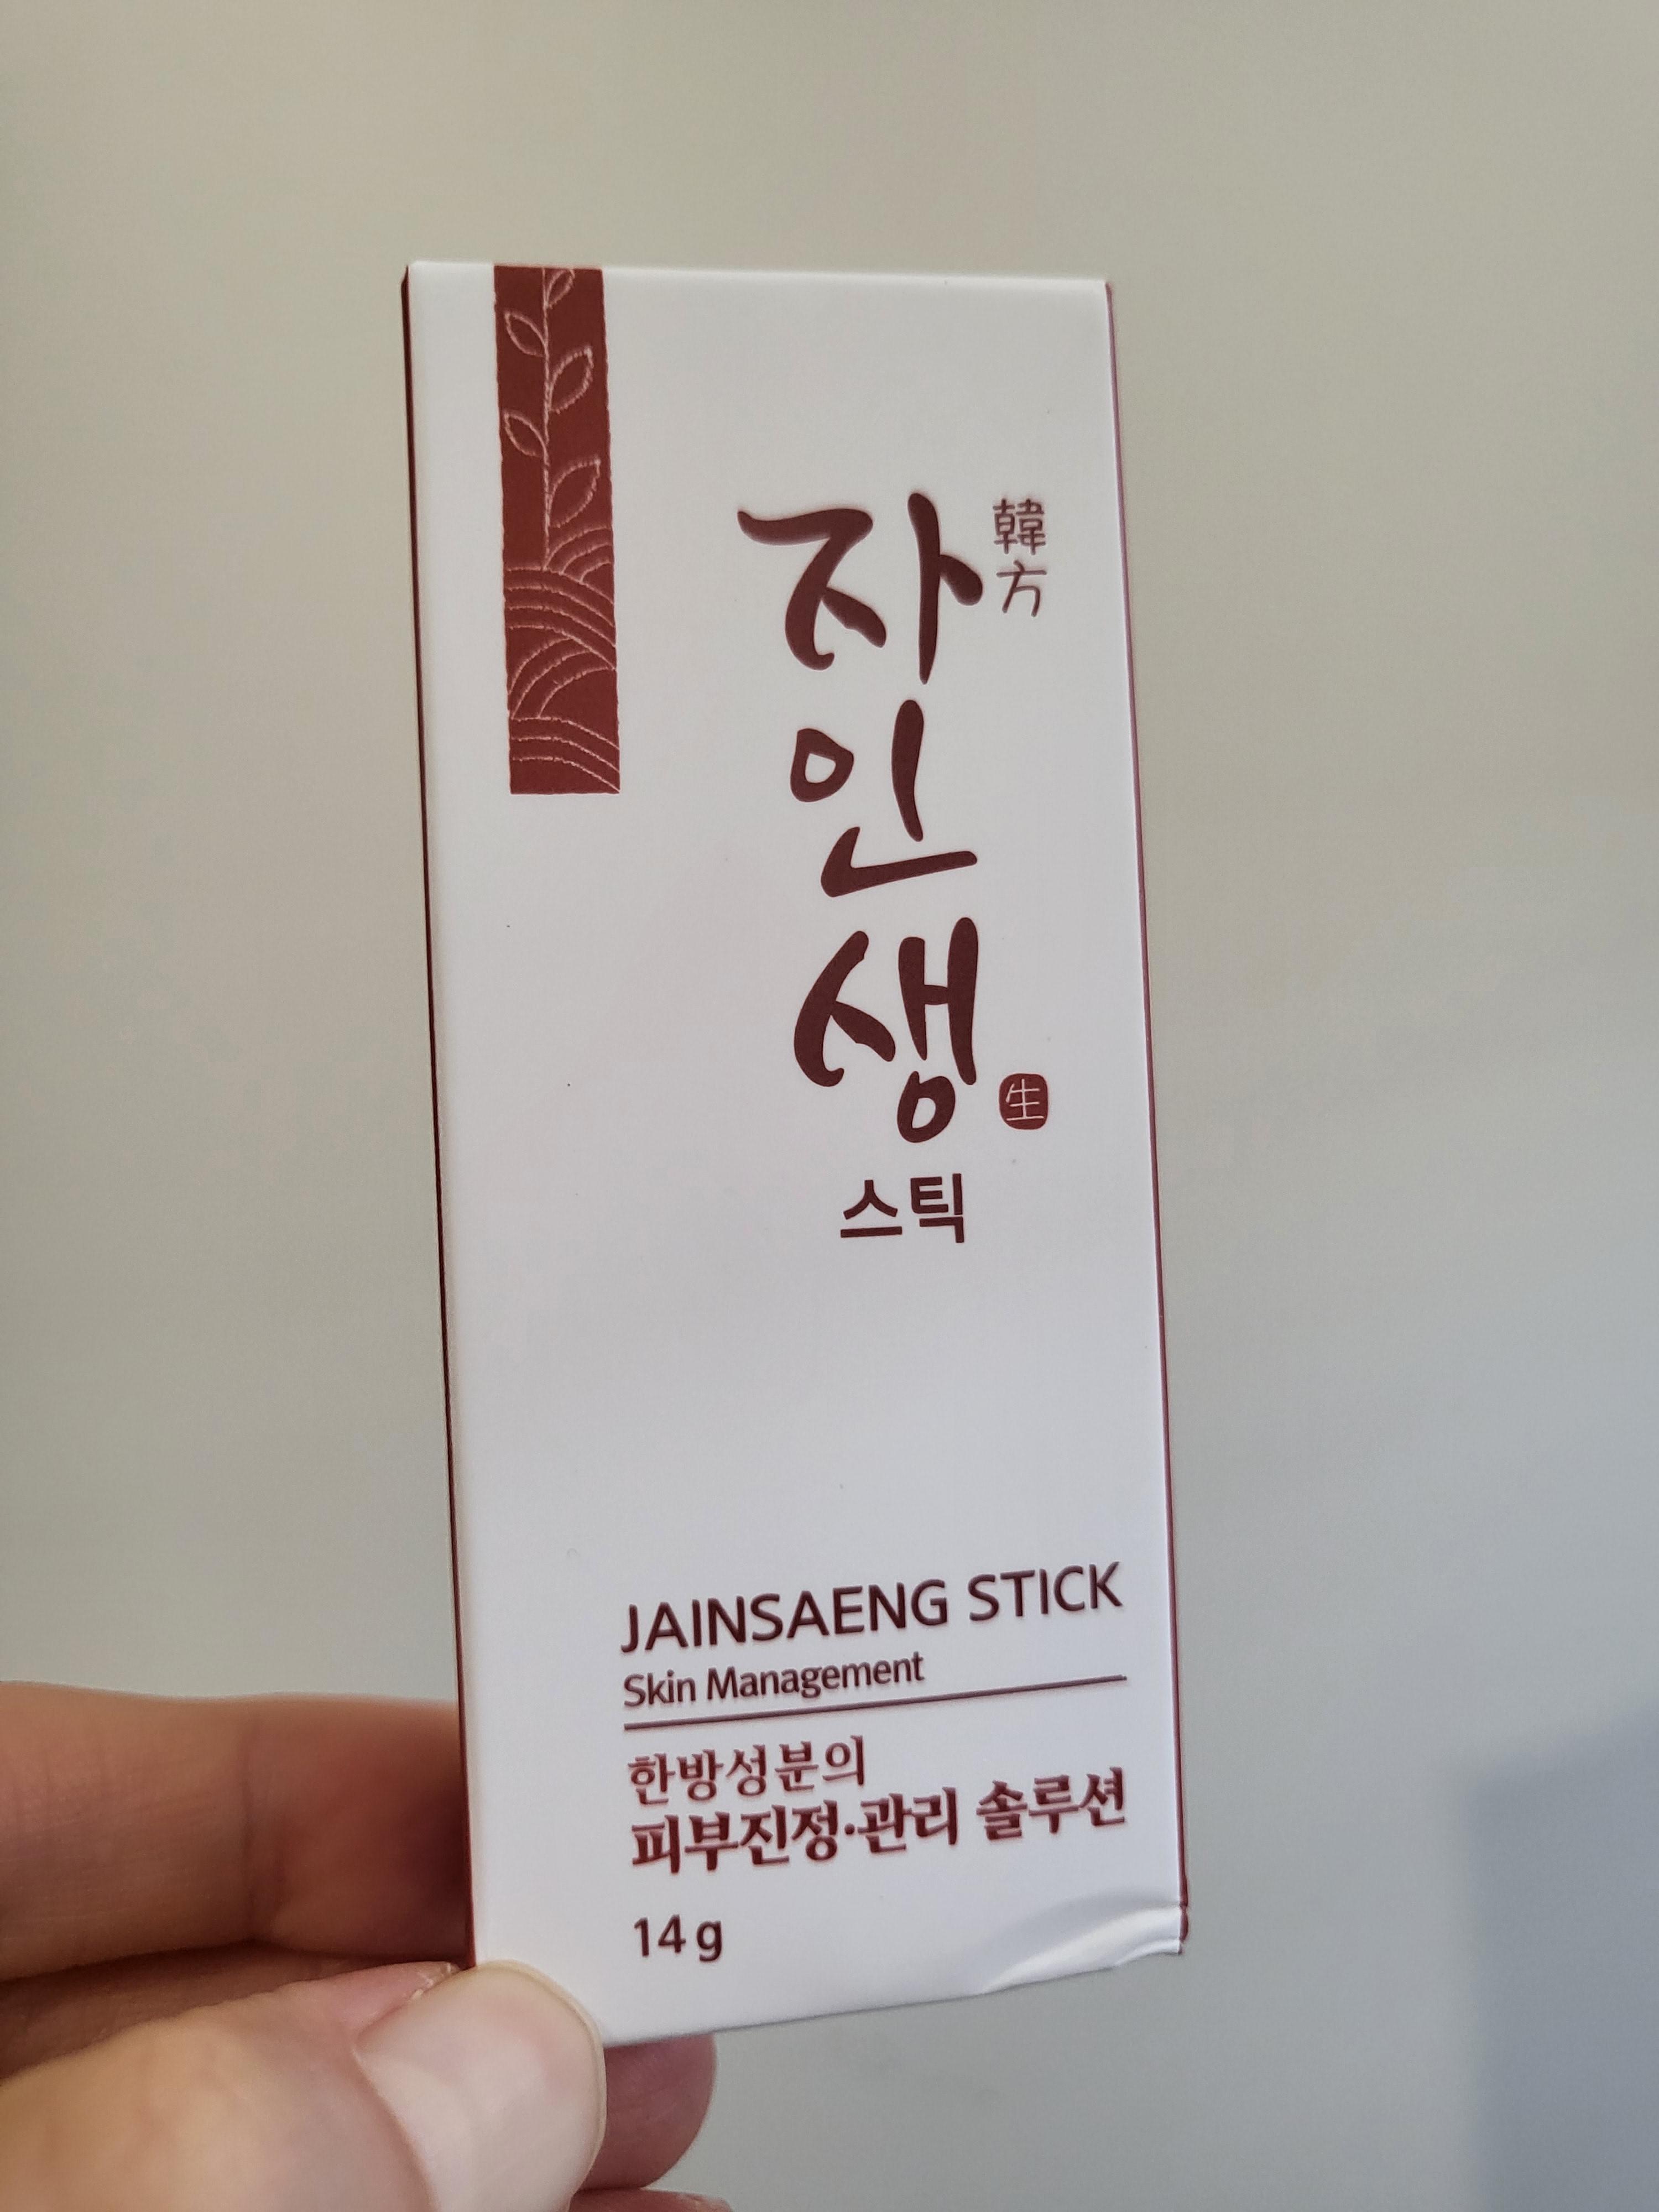 韓方
자인생
生
스틱
JAINSAENG STICK
Skin Management
한방성분의
피부진정·관리 솔루션
14g